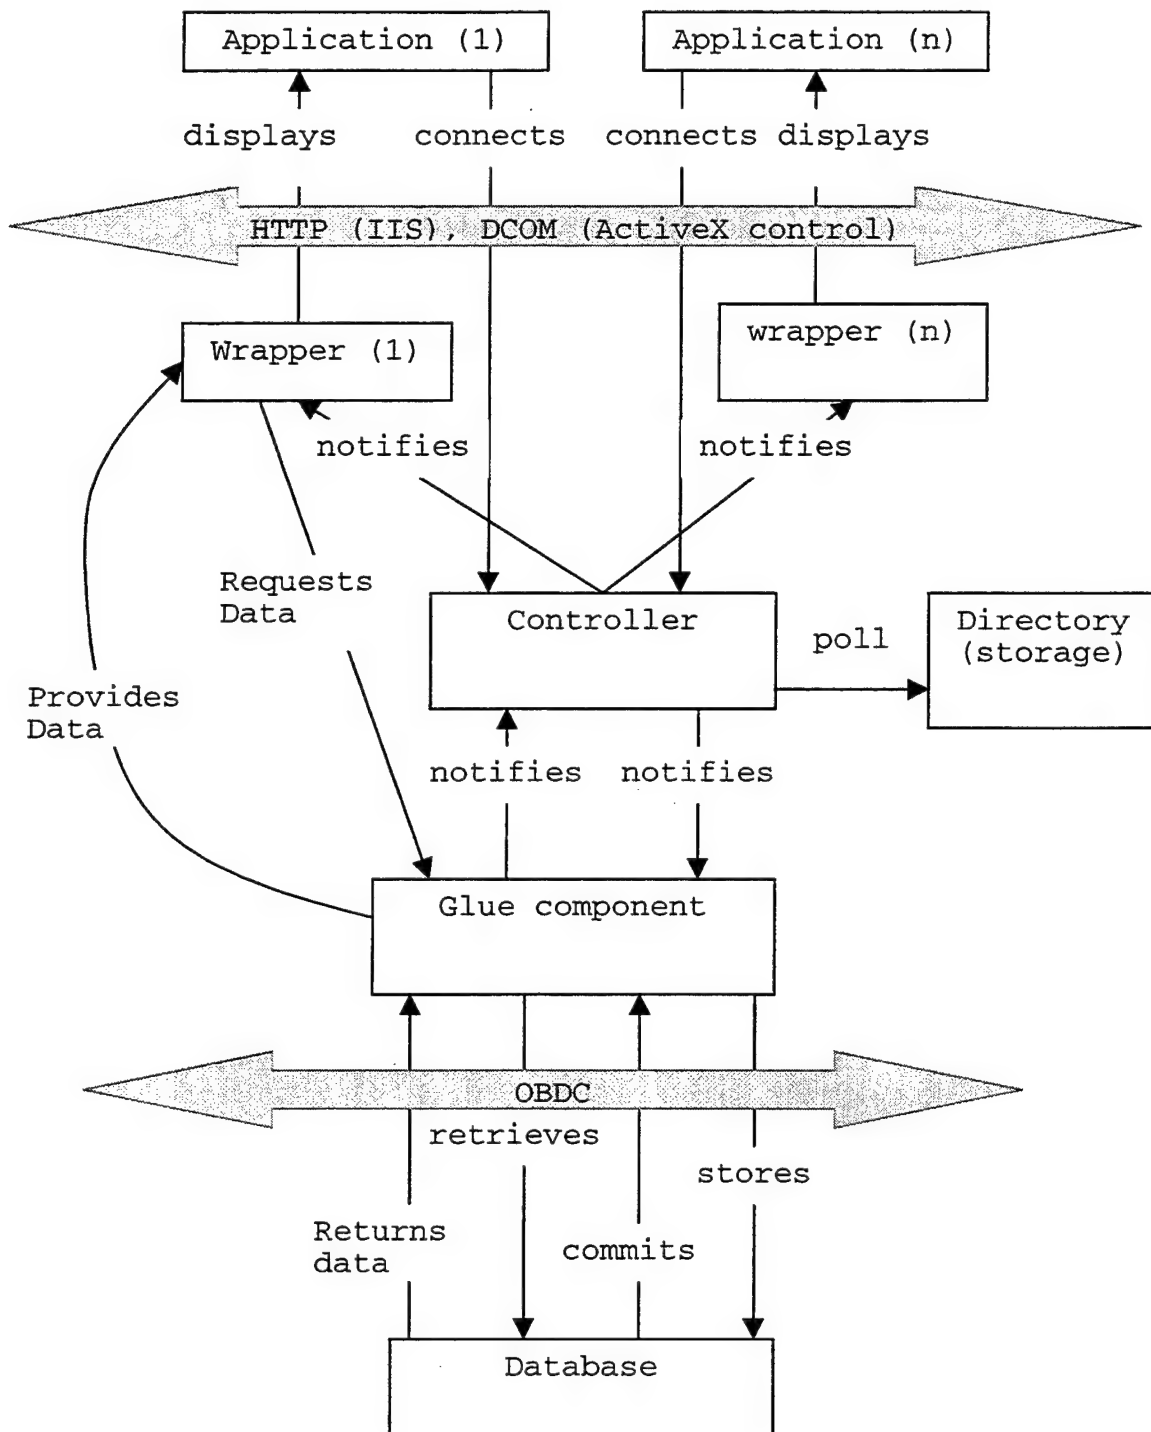 Application (1)
Application (n)
displays
connects
connects
displays
HTTP (IIS), DCOM (ActiveX control)
Wrapper (1)
wrapper (n)
notifies
notifies
Requests
Data
Controller
poll
Directory
(storage)
Provides
Data
notifies
notifies
Glue component
OBDC
retrieves
stores
Returns
data
commits
Database